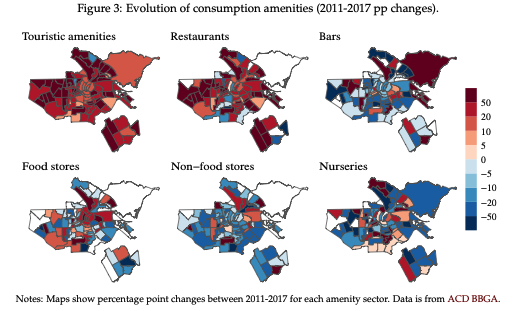 Figure 3: Evolution of consumption amenities (2011-2017 pp changes).
Touristic amenities
Restaurants
Bars
50
20
10
5
0
−5
−10
−20
−50
Food stores
Non−food stores
Nurseries
Notes: Maps show percentage point changes between 2011-2017 for each amenity sector. Data is from ACD BBGA.